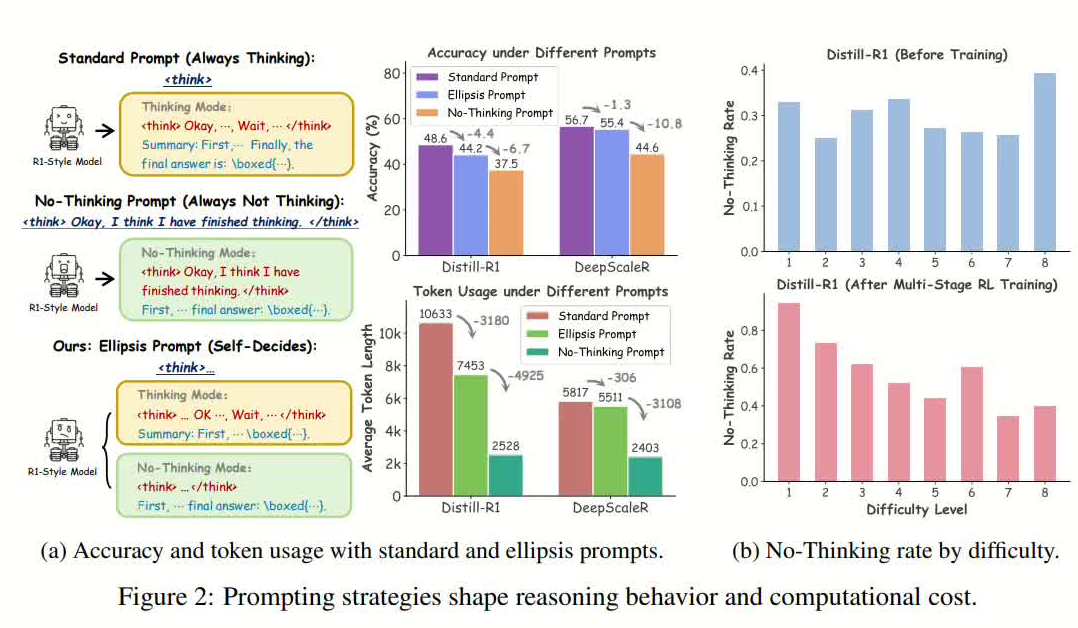 Standard Prompt (Always Thinking):
<think>
R1-Style Model
Thinking Mode:
<think> Okay, ···, Wait, ··· </think>
Summary: First,··· Finally, the
final answer is: \boxed{···}.
No-Thinking Prompt (Always Not Thinking):
<think> Okay, I think I have finished thinking. </think>
R1-Style Model
No-Thinking Mode:
<think> Okay, I think I have
finished thinking. </think>
First, ··· final answer: \boxed{···}.
Ours: Ellipsis Prompt (Self-Decides):
<think>...
R1-Style Model
Thinking Mode:
<think> ... OK ···, Wait, ··· </think>
Summary: First, ··· \boxed{···}.
No-Thinking Mode:
<think> ... </think>
First, ··· final answer: \boxed{···}.
Accuracy under Different Prompts
Accuracy (%)
80
60
40
20
0
Standard Prompt
Ellipsis Prompt
No-Thinking Prompt
48.6
-4.4
44.2
-6.7
37.5
56.7
-1.3
55.4
-10.8
44.6
Distill-R1
DeepScaleR
Token Usage under Different Prompts
Average Token Length
10k
8k
6k
4k
2k
0
Standard Prompt
Ellipsis Prompt
No-Thinking Prompt
10633
-3180
7453
-4925
2528
5817
-306
5511
-3108
2403
Distill-R1
DeepScaleR
(a) Accuracy and token usage with standard and ellipsis prompts.
Distill-R1 (Before Training)
No-Thinking Rate
0.4
0.3
0.2
0.1
0.0
1 2 3 4 5 6 7 8
Distill-R1 (After Multi-Stage RL Training)
No-Thinking Rate
0.8
0.6
0.4
0.2
0.0
1 2 3 4 5 6 7 8
Difficulty Level
(b) No-Thinking rate by difficulty.
Figure 2: Prompting strategies shape reasoning behavior and computational cost.